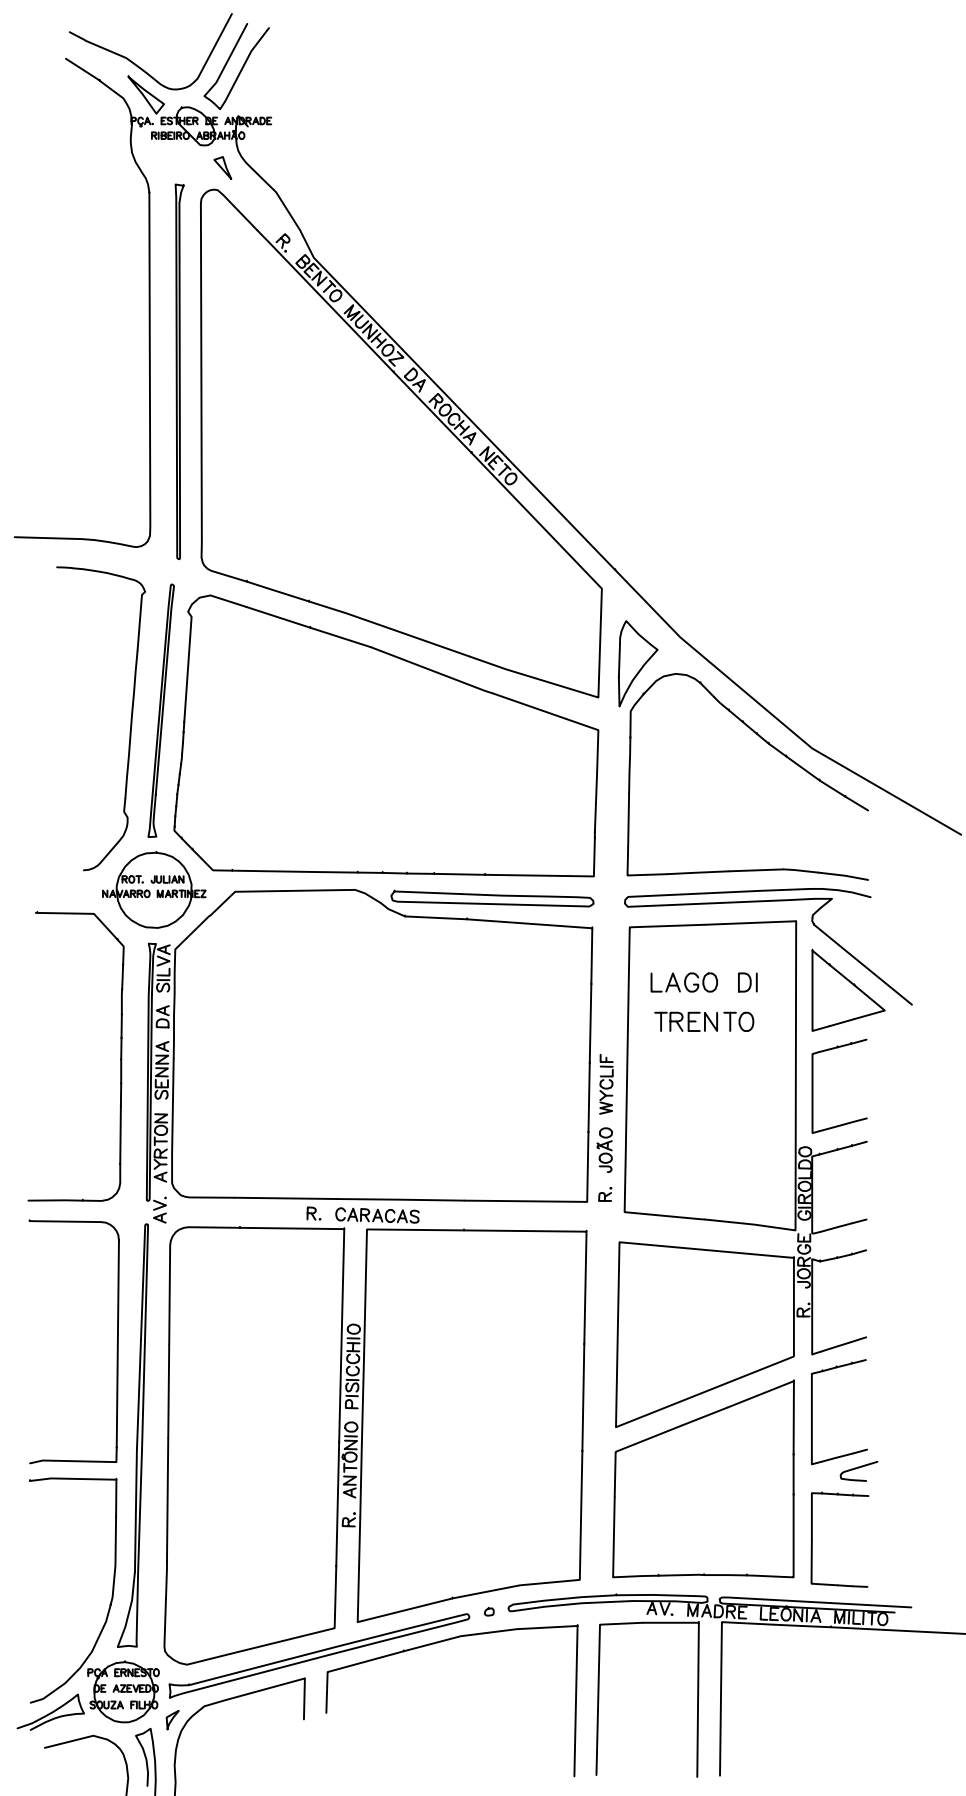 PÇA. ESTHER DE ANDRADE
RIBEIRO ABRAHÃO
R. BENTO MUNHOZ DA ROCHA NETO
ROT. JULIAN
NAVARRO MARTINEZ
AV. AYRTON SENNA DA SILVA
LAGO DI
TRENTO
R. JOÃO WYCLIF
R. JORGE GIROLDO
R. CARACAS
R. ANTÔNIO PISICCHIO
AV. MADRE LEÔNIA MILITO
PÇA ERNESTO
DE AZEVEDO
SOUZA FILHO